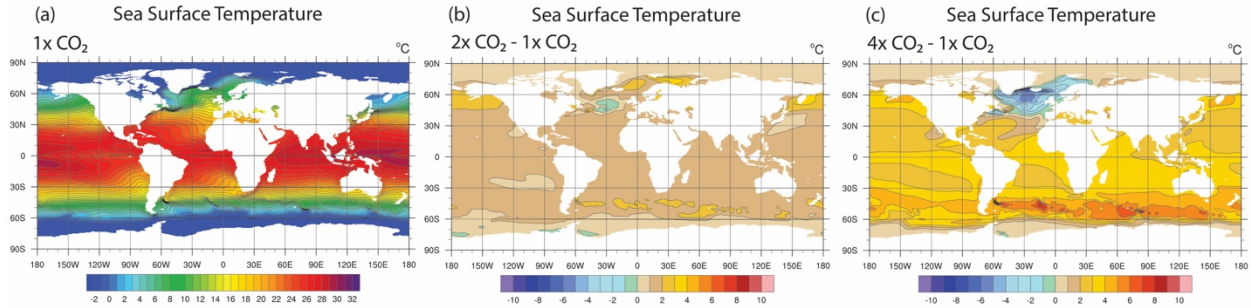 (a) Sea Surface Temperature
1x CO₂ °C
90N
60N
30N
0
30S
60S
90S
180 150W 120W 90W 60W 30W 0 30E 60E 90E 120E 150E 180
-2 0 2 4 6 8 10 12 14 16 18 20 22 24 26 28 30 32
(b) Sea Surface Temperature
2x CO₂ - 1x CO₂ °C
90N
60N
30N
0
30S
60S
90S
180 150W 120W 90W 60W 30W 0 30E 60E 90E 120E 150E 180
-10 -8 -6 -4 -2 0 2 4 6 8 10
(c) Sea Surface Temperature
4x CO₂ - 1x CO₂ °C
90N
60N
30N
0
30S
60S
90S
180 150W 120W 90W 60W 30W 0 30E 60E 90E 120E 150E 180
-10 -8 -6 -4 -2 0 2 4 6 8 10